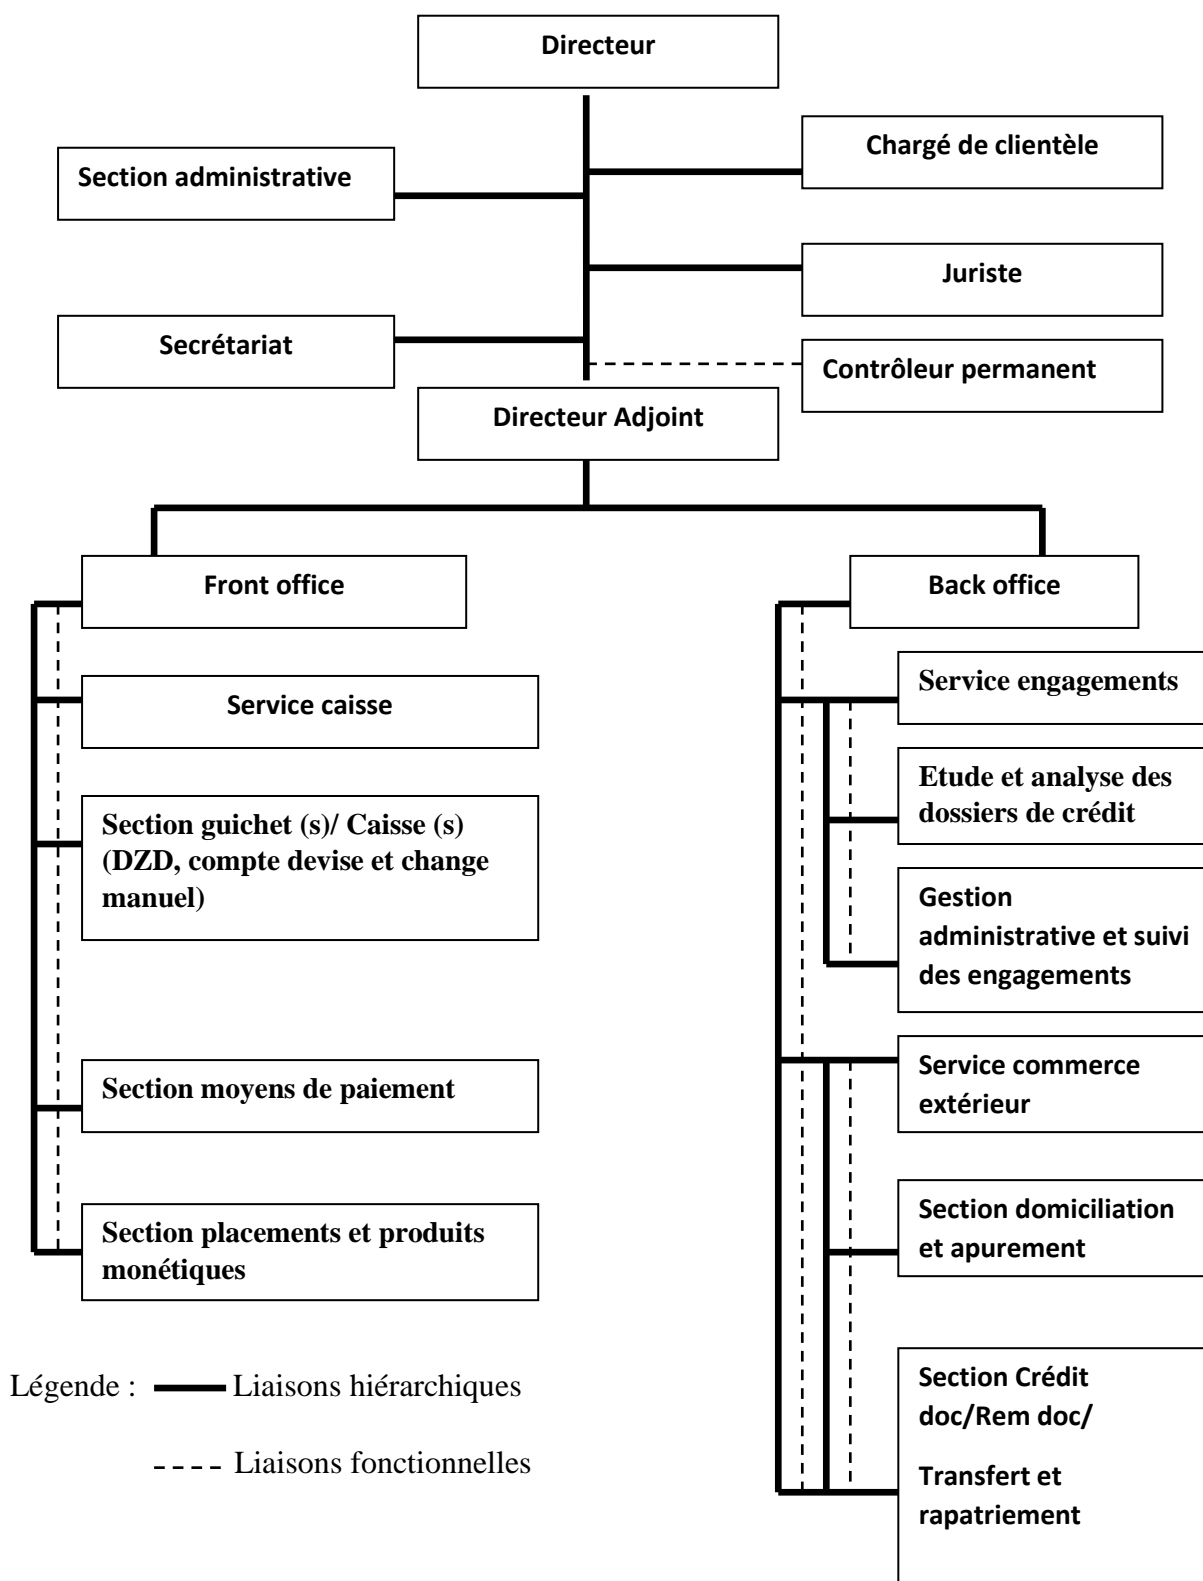 Directeur
Chargé de clientèle
Section administrative
Juriste
Secrétariat
Contrôleur permanent
Directeur Adjoint
Front office
Service caisse
Section guichet (s)/ Caisse (s)
(DZD, compte devise et change
manuel)
Section moyens de paiement
Section placements et produits
monétiques
Back office
Service engagements
Etude et analyse des
dossiers de crédit
Gestion
administrative et suivi
des engagements
Service commerce
extérieur
Section domiciliation
et apurement
Section Crédit
doc/Rem doc/
Transfert et
rapatriement
Légende : Liaisons hiérarchiques
Liaisons fonctionnelles